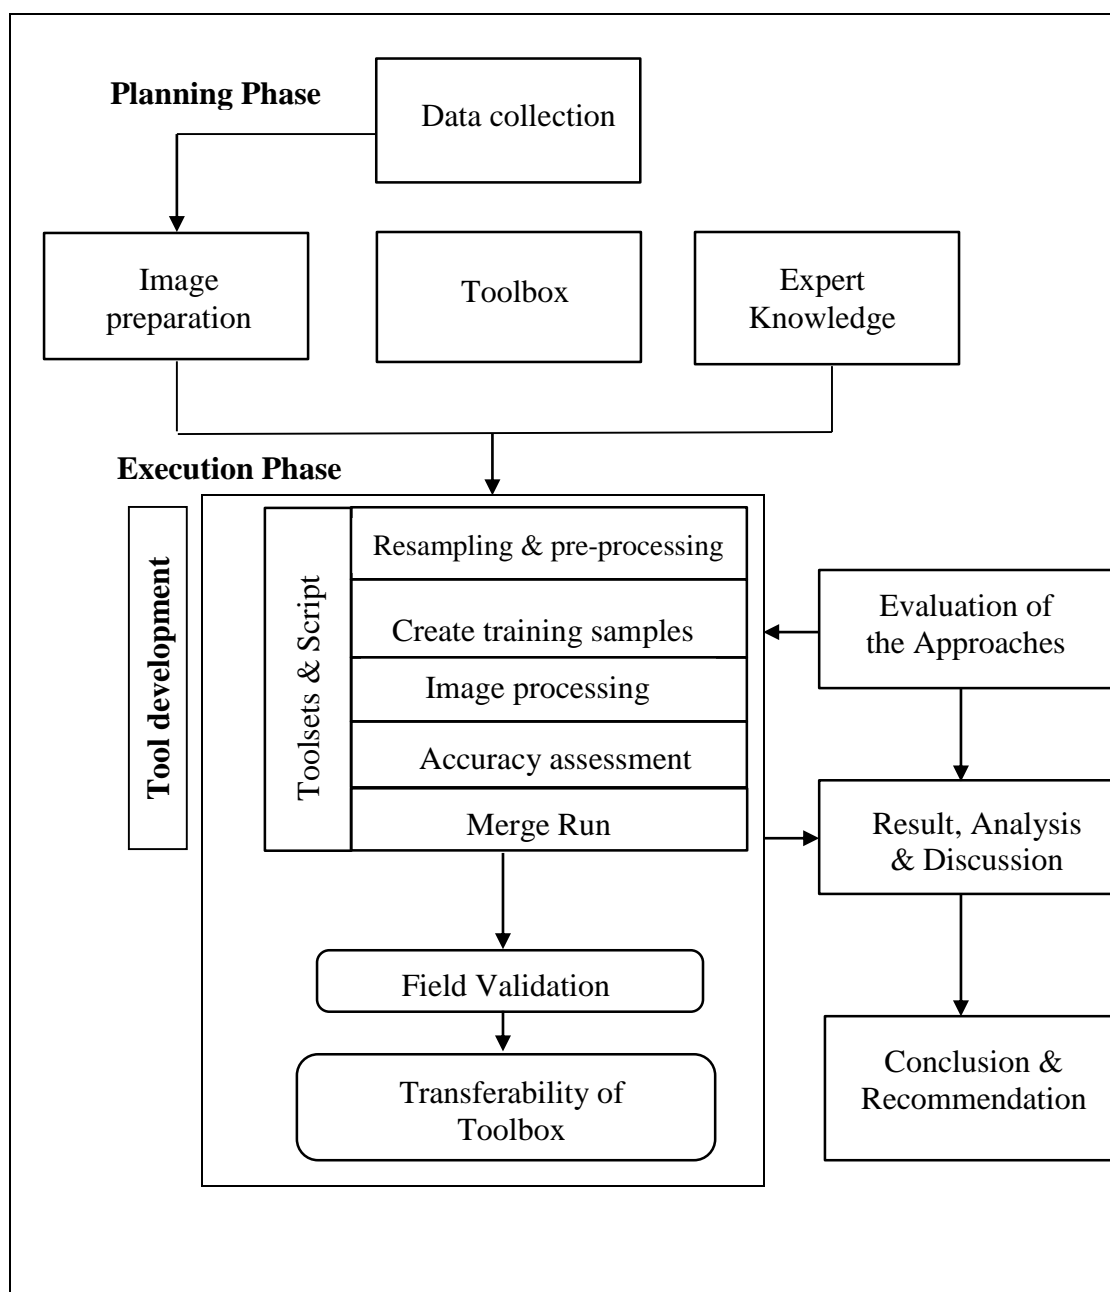 Planning Phase
Data collection
Image
preparation
Toolbox
Expert
Knowledge
Execution Phase
Tool development
Toolsets & Script
Resampling & pre-processing
Create training samples
Image processing
Accuracy assessment
Merge Run
Evaluation of
the Approaches
Result, Analysis
& Discussion
Field Validation
Transferability of
Toolbox
Conclusion &
Recommendation